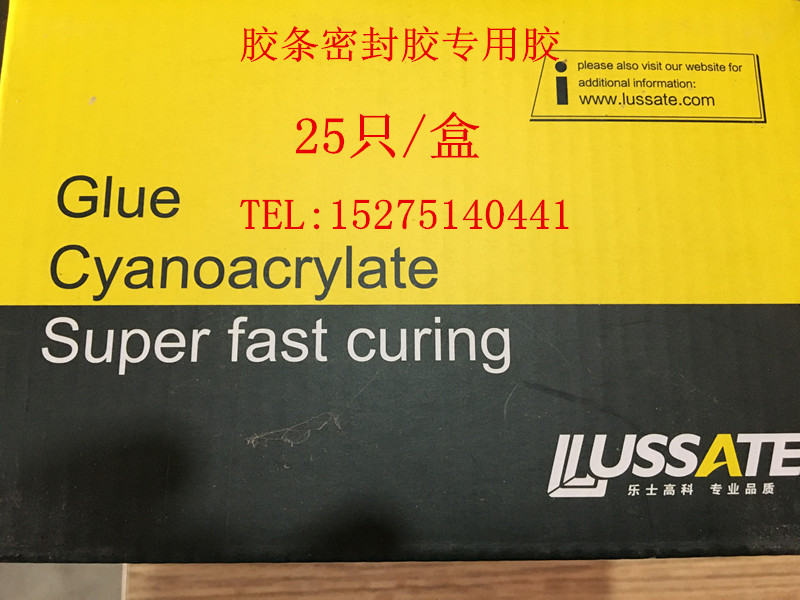 胶条密封胶专用胶
please also visit our website for
additional information:
www.lussate.com
25只/盒
Glue
TEL:15275140441
Cyanoacrylate
Super fast curing
LUSSATE
乐士高科 专业品质